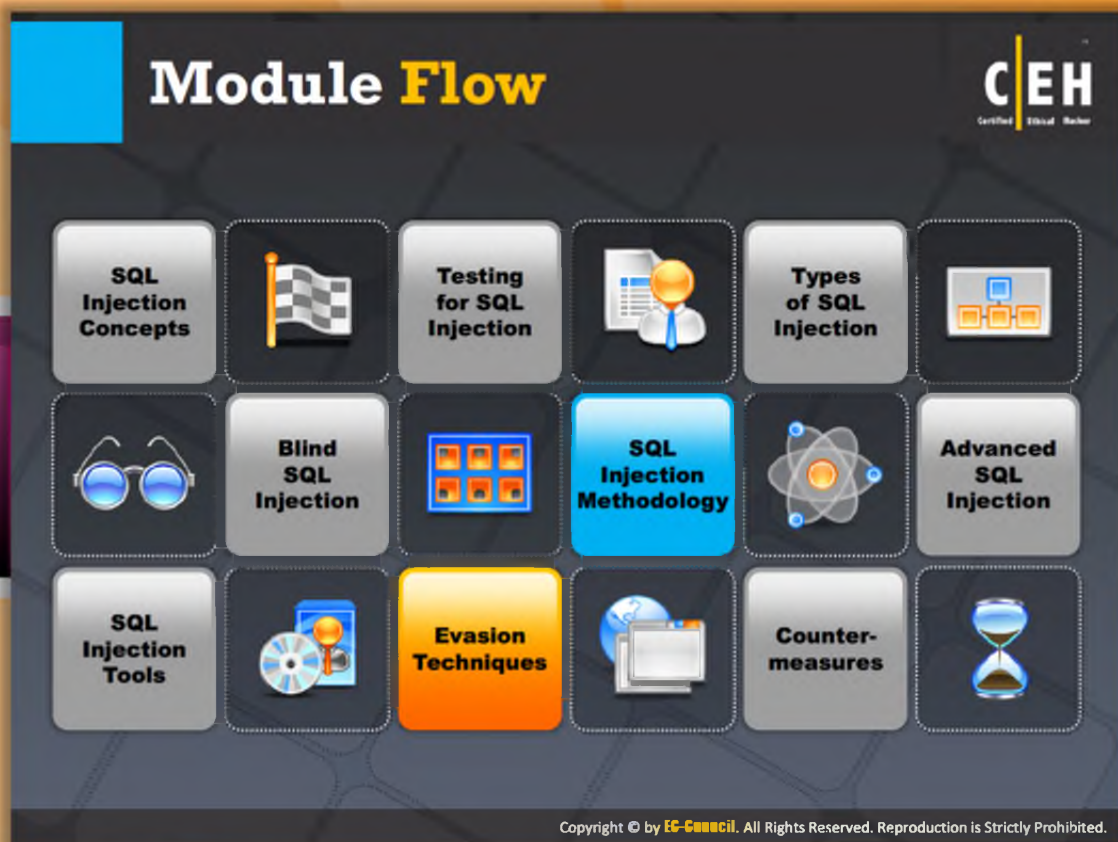 Module Flow
C|EH
Certified Ethical Hacker
SQL
Injection
Concepts
Testing
for SQL
Injection
Types
of SQL
Injection
Blind
SQL
Injection
SQL
Injection
Methodology
Advanced
SQL
Injection
SQL
Injection
Tools
Evasion
Techniques
Counter-
measures
Copyright © by EC-Council. All Rights Reserved. Reproduction is Strictly Prohibited.